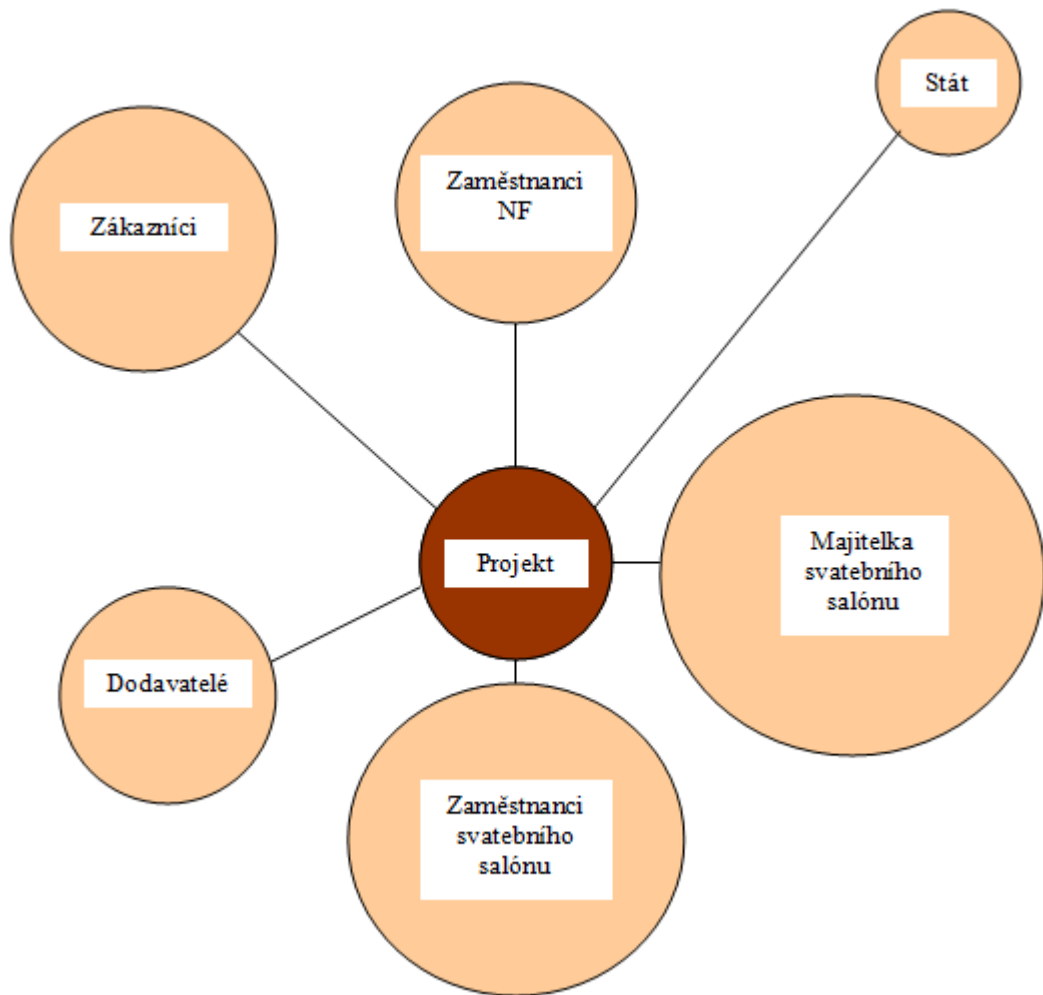 Stát
Zaměstnanci
NF
Zákazníci
Majitelka
svatebního
salónu
Projekt
Dodavatelé
Zaměstnanci
svatebního
salónu